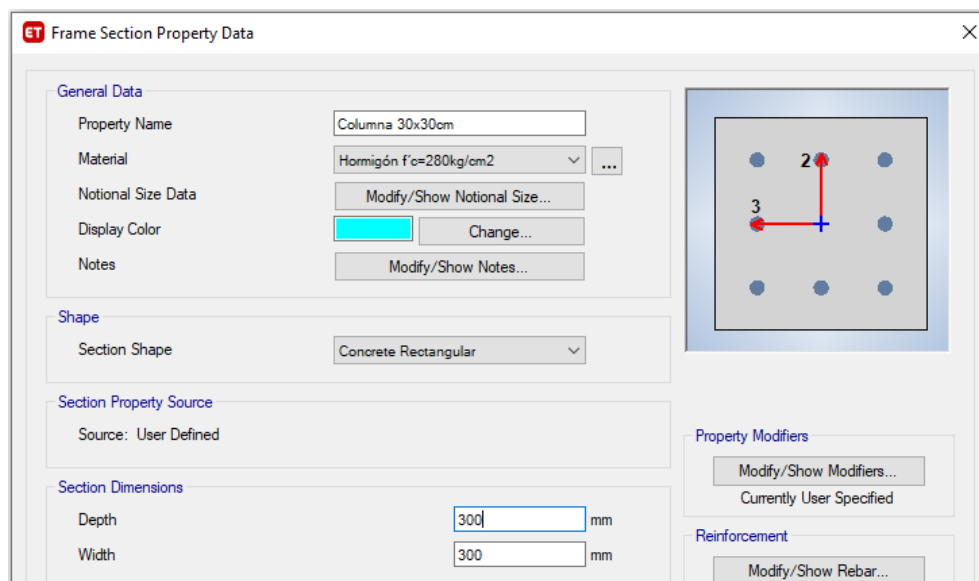 ET Frame Section Property Data
General Data
Property Name Columna 30x30cm
Material Hormigón f´c=280kg/cm2 ...
Notional Size Data Modify/Show Notional Size...
Display Color Change...
Notes Modify/Show Notes...
Shape
Section Shape Concrete Rectangular
Section Property Source
Source: User Defined
Section Dimensions
Depth 300 mm
Width 300 mm
2
3
Property Modifiers
Modify/Show Modifiers...
Currently User Specified
Reinforcement
Modify/Show Rebar...